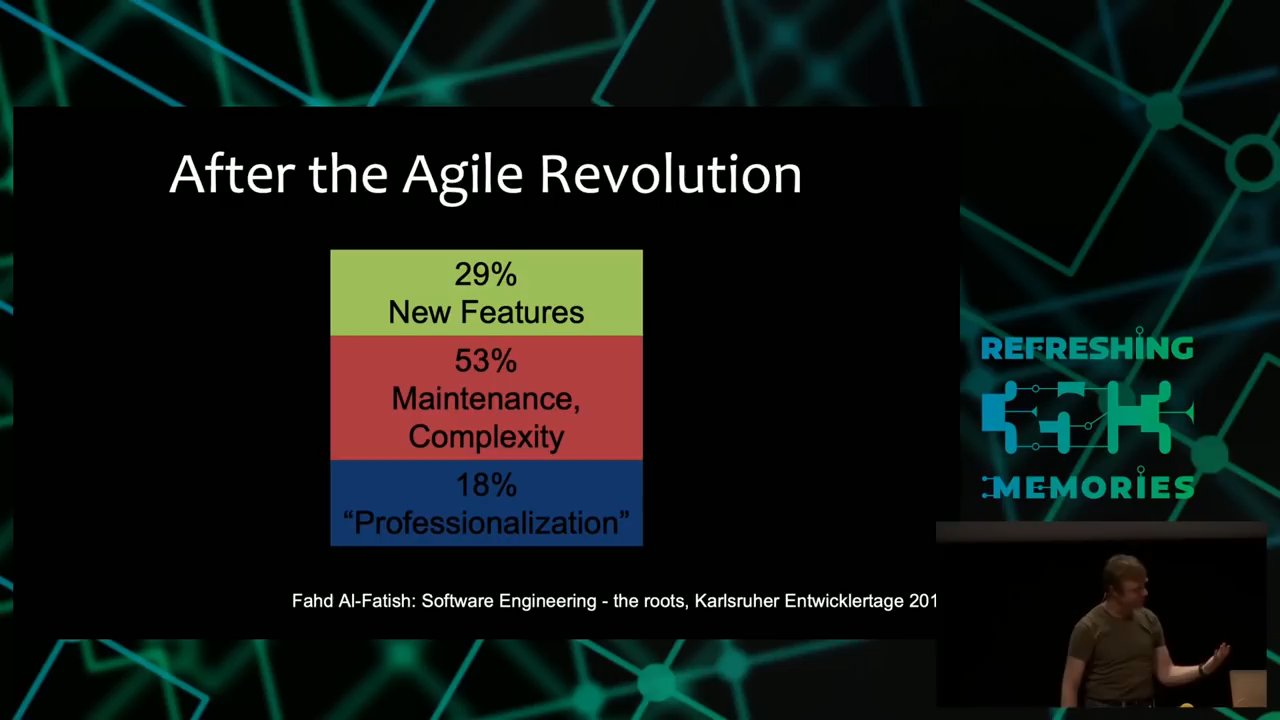 After the Agile Revolution
29%
New Features
53%
Maintenance,
Complexity
18%
“Professionalization”
Fahd Al-Fatish: Software Engineering - the roots, Karlsruher Entwicklertage 201
REFRESHING
MEMORIES